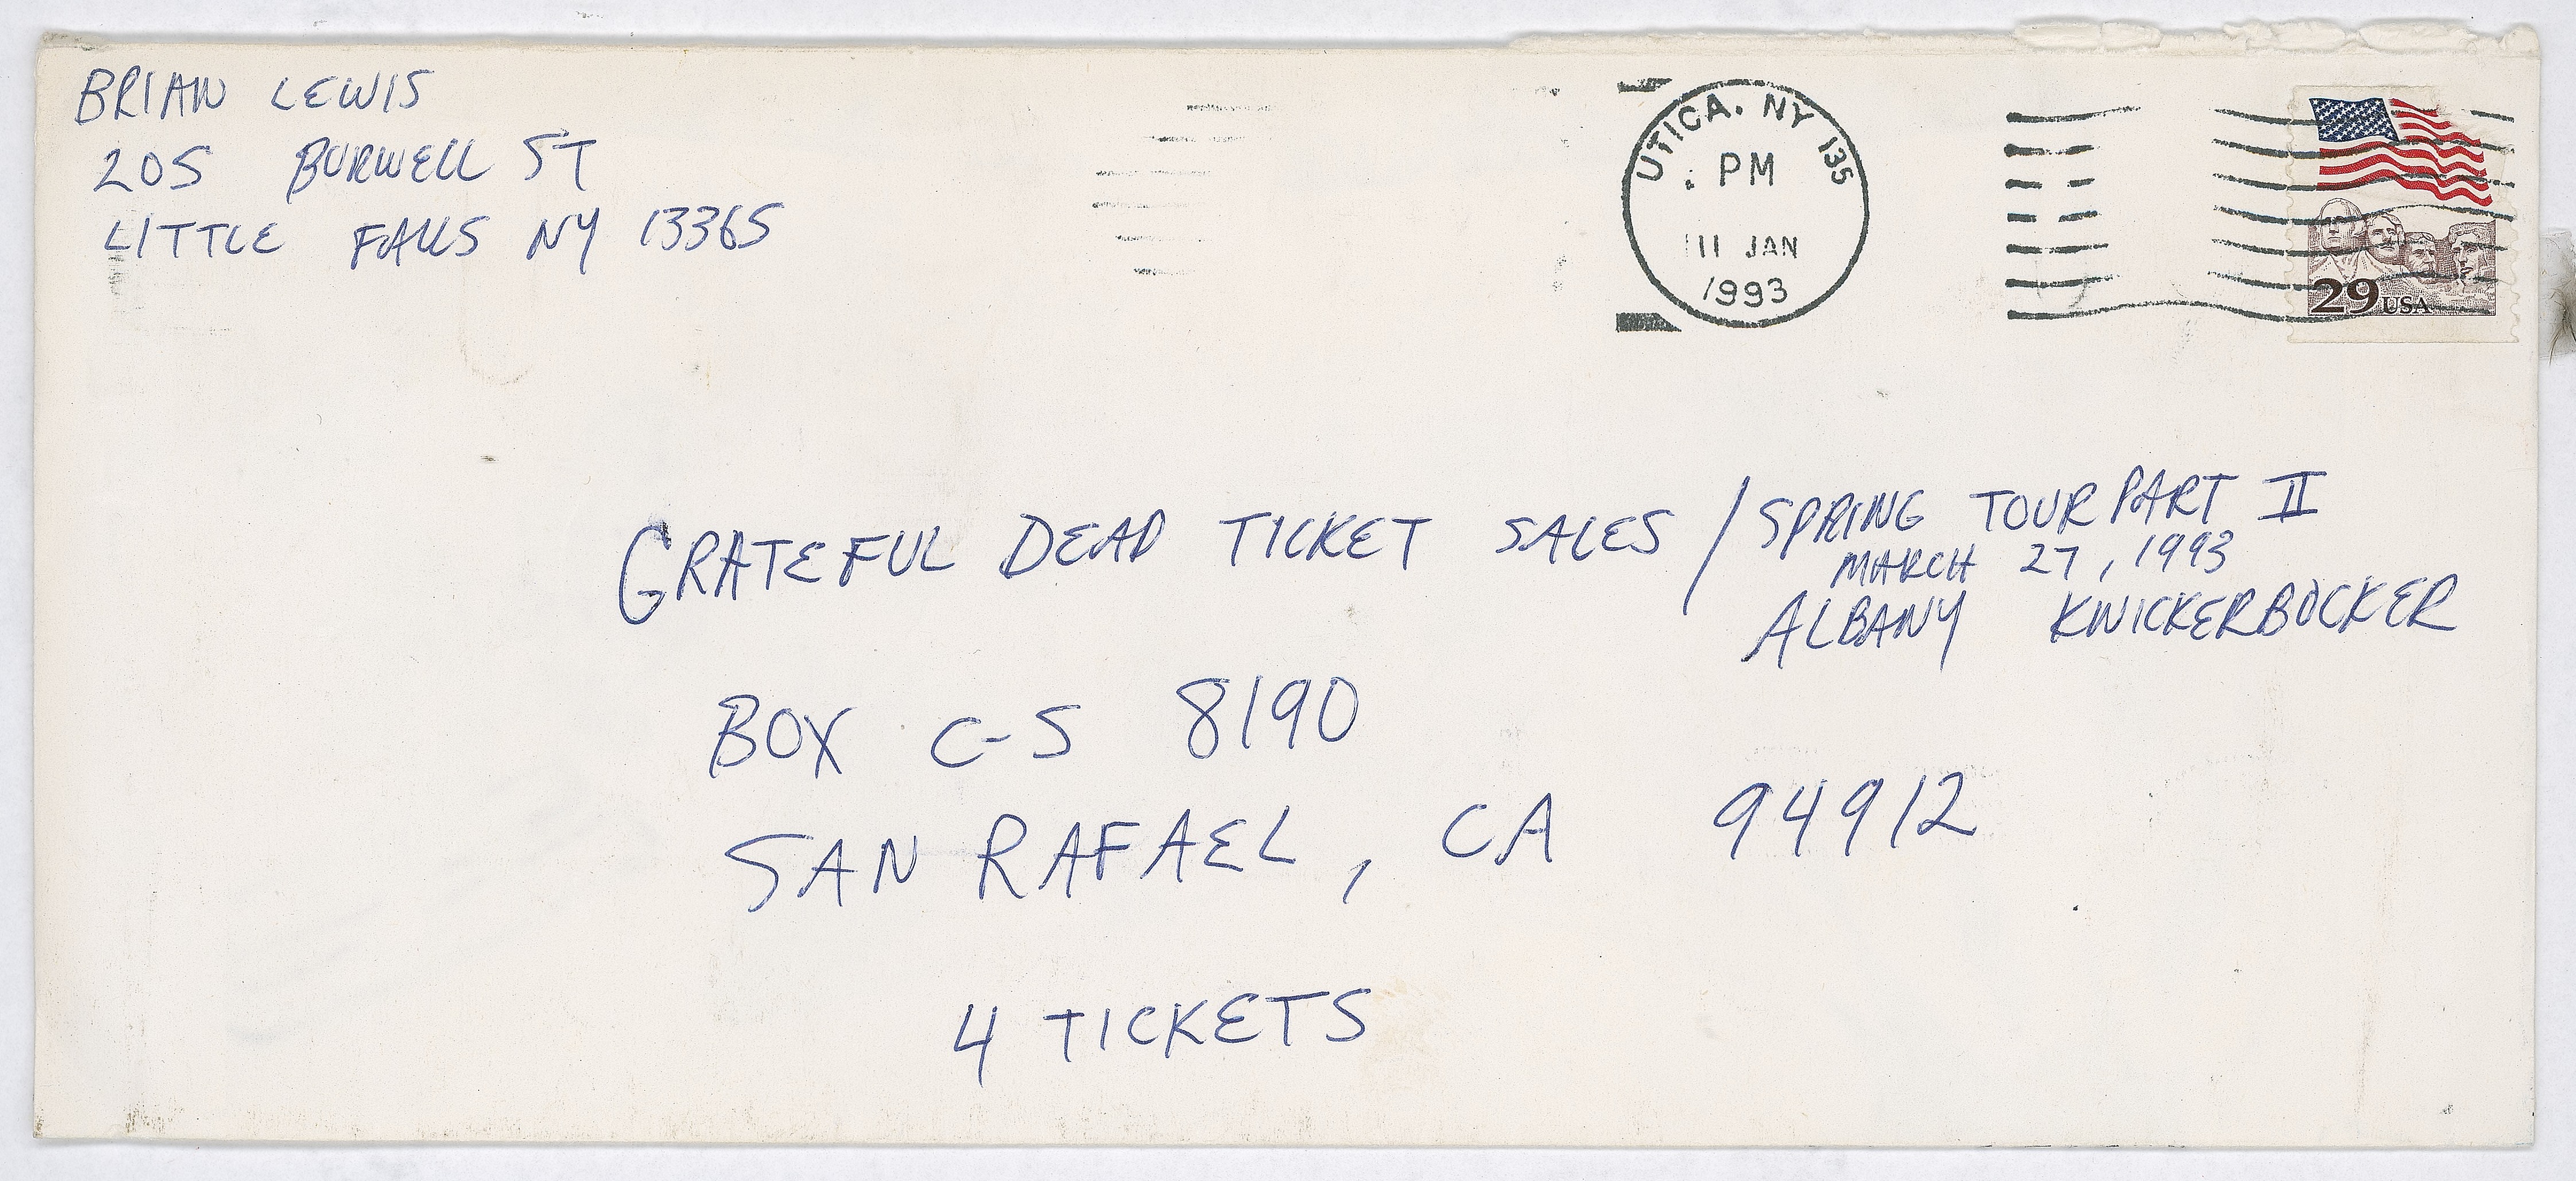 BRIAN LEWIS
205 BURWELL ST
LITTLE FALLS NY 13365
UTICA. NY 135
PM
11 JAN
1993
29 USA
GRATEFUL DEAD TICKET SALES / SPRING TOUR PART II
MARCH 27, 1993
ALBANY KNICKERBOCKER
BOX C-S 8190
SAN RAFAEL, CA 94912
4 TICKETS